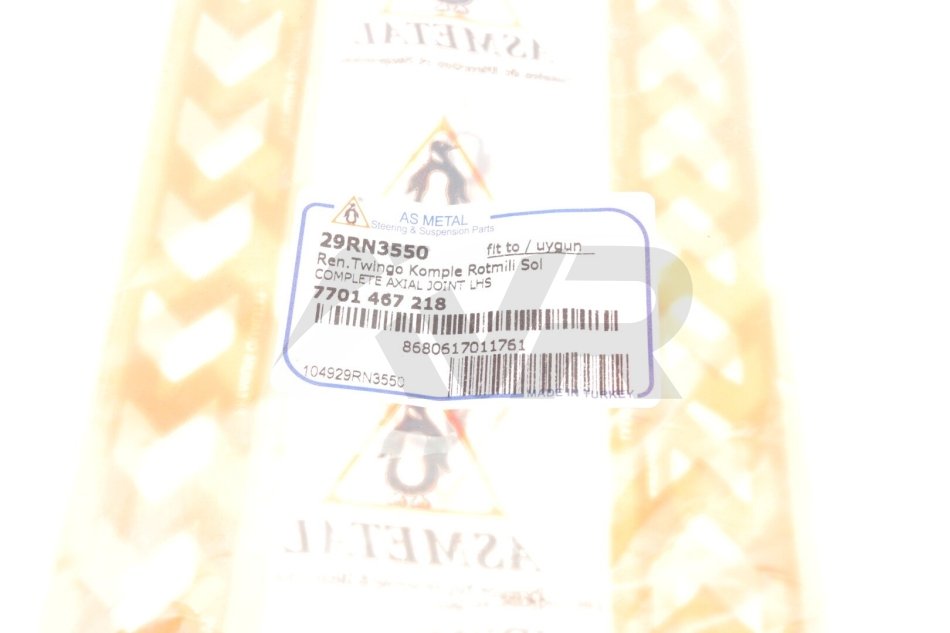 ASMETAL
AS METAL
Steering & Suspension Parts
29RN3550 fit to / uygun
Ren.Twingo Komple Rotmili Sol
COMPLETE AXIAL JOINT LHS
7701 467 218
8680617011761
104929RN3550
MADE IN TURKEY
ASMETAL